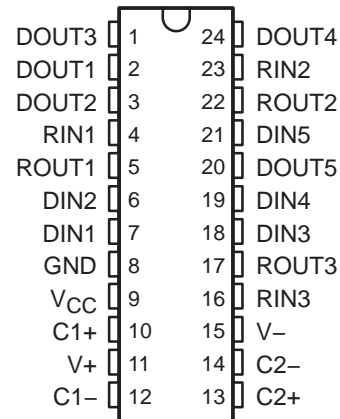 DOUT3 1 24 DOUT4
DOUT1 2 23 RIN2
DOUT2 3 22 ROUT2
RIN1 4 21 DIN5
ROUT1 5 20 DOUT5
DIN2 6 19 DIN4
DIN1 7 18 DIN3
GND 8 17 ROUT3
VCC 9 16 RIN3
C1+ 10 15 V−
V+ 11 14 C2−
C1− 12 13 C2+